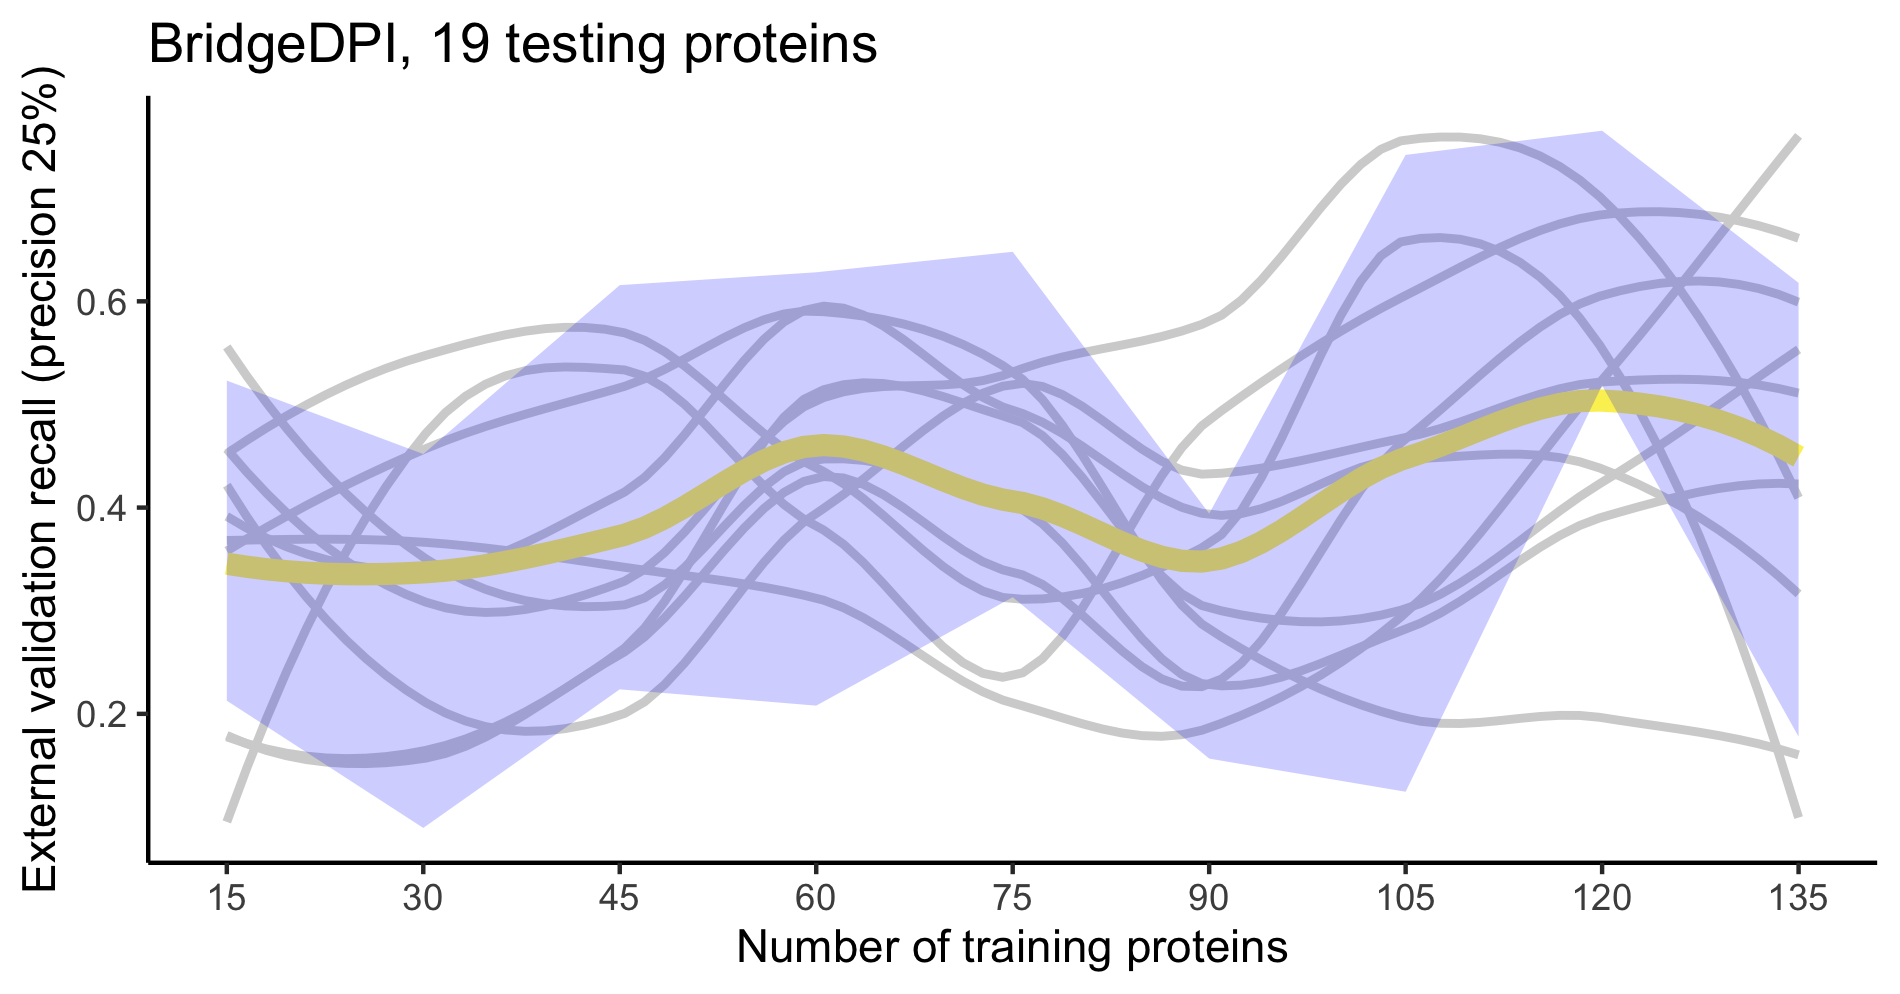 BridgeDPI, 19 testing proteins
External validation recall (precision 25%)
0.6
0.4
0.2
15 30 45 60 75 90 105 120 135
Number of training proteins